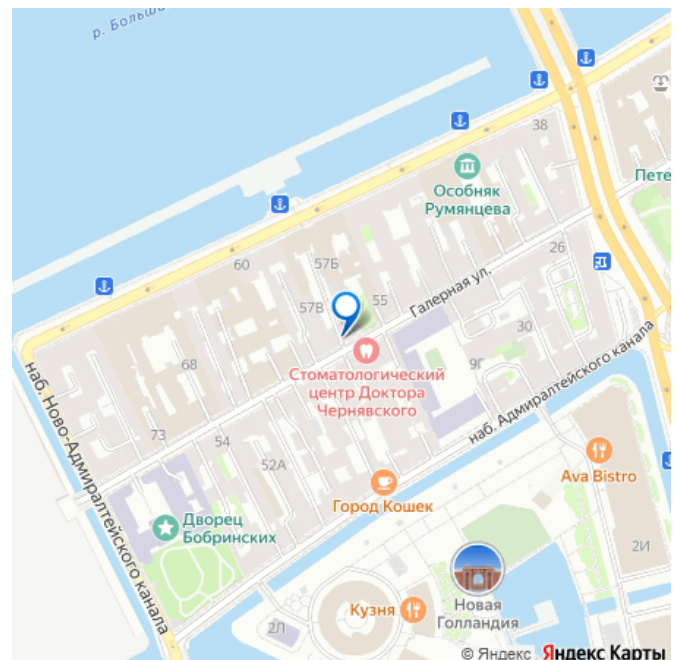 р. Больша
38
Особняк
Румянцева
Пете
60
57Б
57В
55
Галерная ул.
26
30
9Г
68
Стоматологический
центр Доктора
Чернявского
наб. Адмиралтейского канала
наб. Ново-Адмиралтейского канала
73
54
52А
Город Кошек
Ava Bistro
Дворец
Бобринских
2И
Кузня
Новая
Голландия
2Л
© Яндекс Яндекс Карты